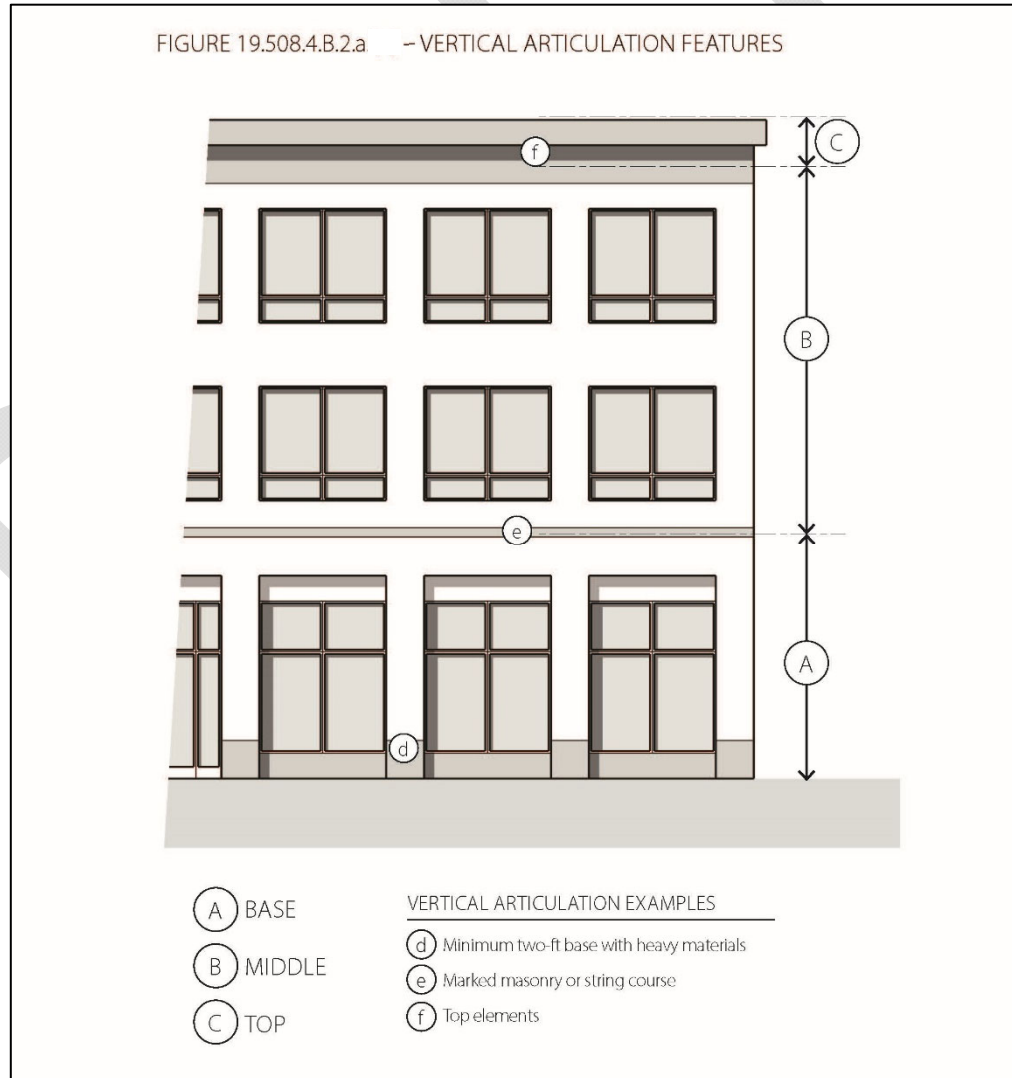 FIGURE 19.508.4.B.2.a – VERTICAL ARTICULATION FEATURES
C
f
B
e
A
d
A BASE
B MIDDLE
C TOP
VERTICAL ARTICULATION EXAMPLES
d Minimum two-ft base with heavy materials
e Marked masonry or string course
f Top elements